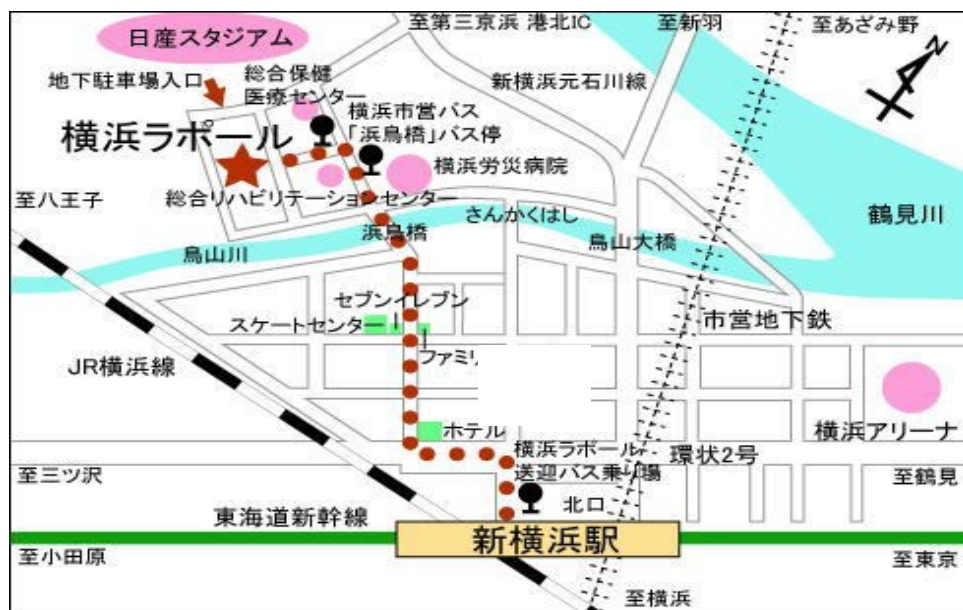 日産スタジアム
至第三京浜 港北IC
至新羽
至あざみ野
N
地下駐車場入口
総合保健
医療センター
新横浜元石川線
横浜市営バス
「浜鳥橋」バス停
横浜ラポール
横浜労災病院
至八王子
総合リハビリテーションセンター
さんかくはし
鶴見川
浜鳥橋
鳥山川
鳥山大橋
セブンイレブン
スケートセンター
市営地下鉄
ファミリ
JR横浜線
ホテル
横浜アリーナ
横浜ラポール
送迎バス乗り場
環状2号
至三ツ沢
至鶴見
北口
東海道新幹線
新横浜駅
至小田原
至東京
至横浜